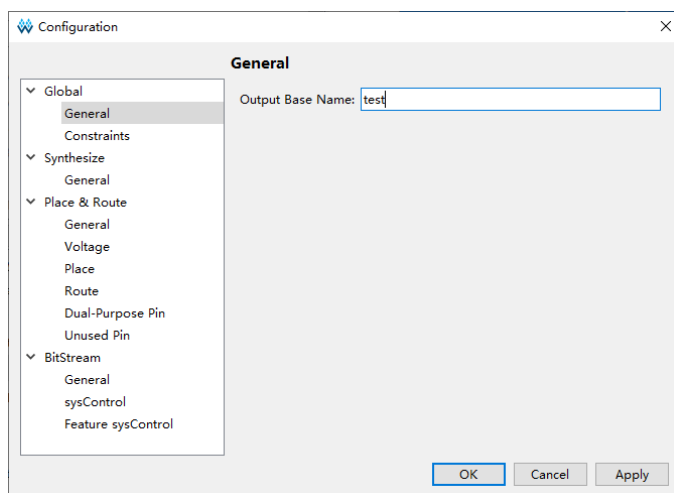 Configuration
General
Global
General
Constraints
Synthesize
General
Place & Route
General
Voltage
Place
Route
Dual-Purpose Pin
Unused Pin
BitStream
General
sysControl
Feature sysControl
Output Base Name: test
OK Cancel Apply